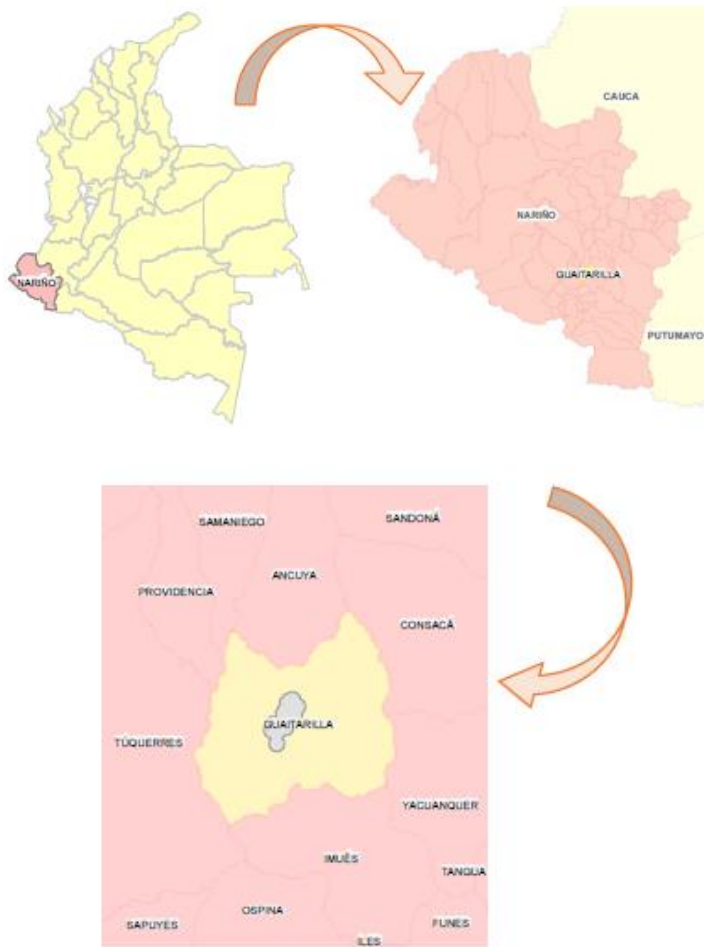 NARIÑO
CAUCA
NARIÑO
GUAITARILLA
PUTUMAYO
SAMANIEGO
SANDONÁ
ANCUYA
PROVIDENCIA
CONSACÁ
GUAITARILLA
TÚQUERRES
YACUANQUER
IMUÉS
TANGUA
OSPINA
SAPUYES
FUNES
ILES